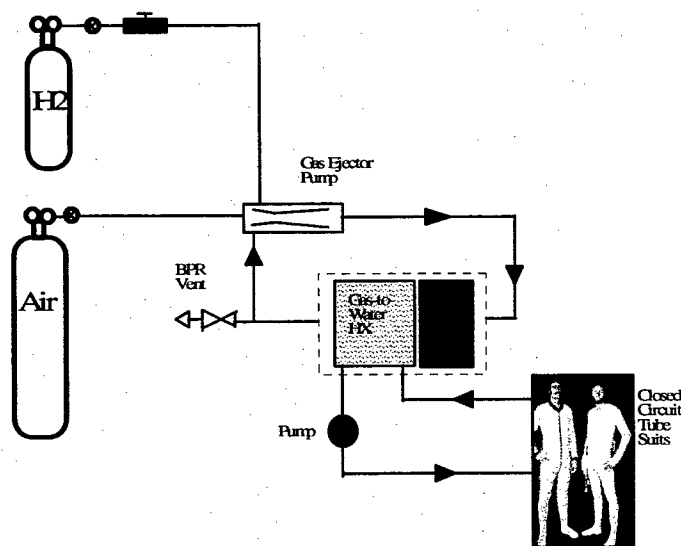 H2
Gas Ejector
Pump
BPR
Vent
Air
Gas-to
Water
HX
Pump
Closed
Circuit
Tube
Suits